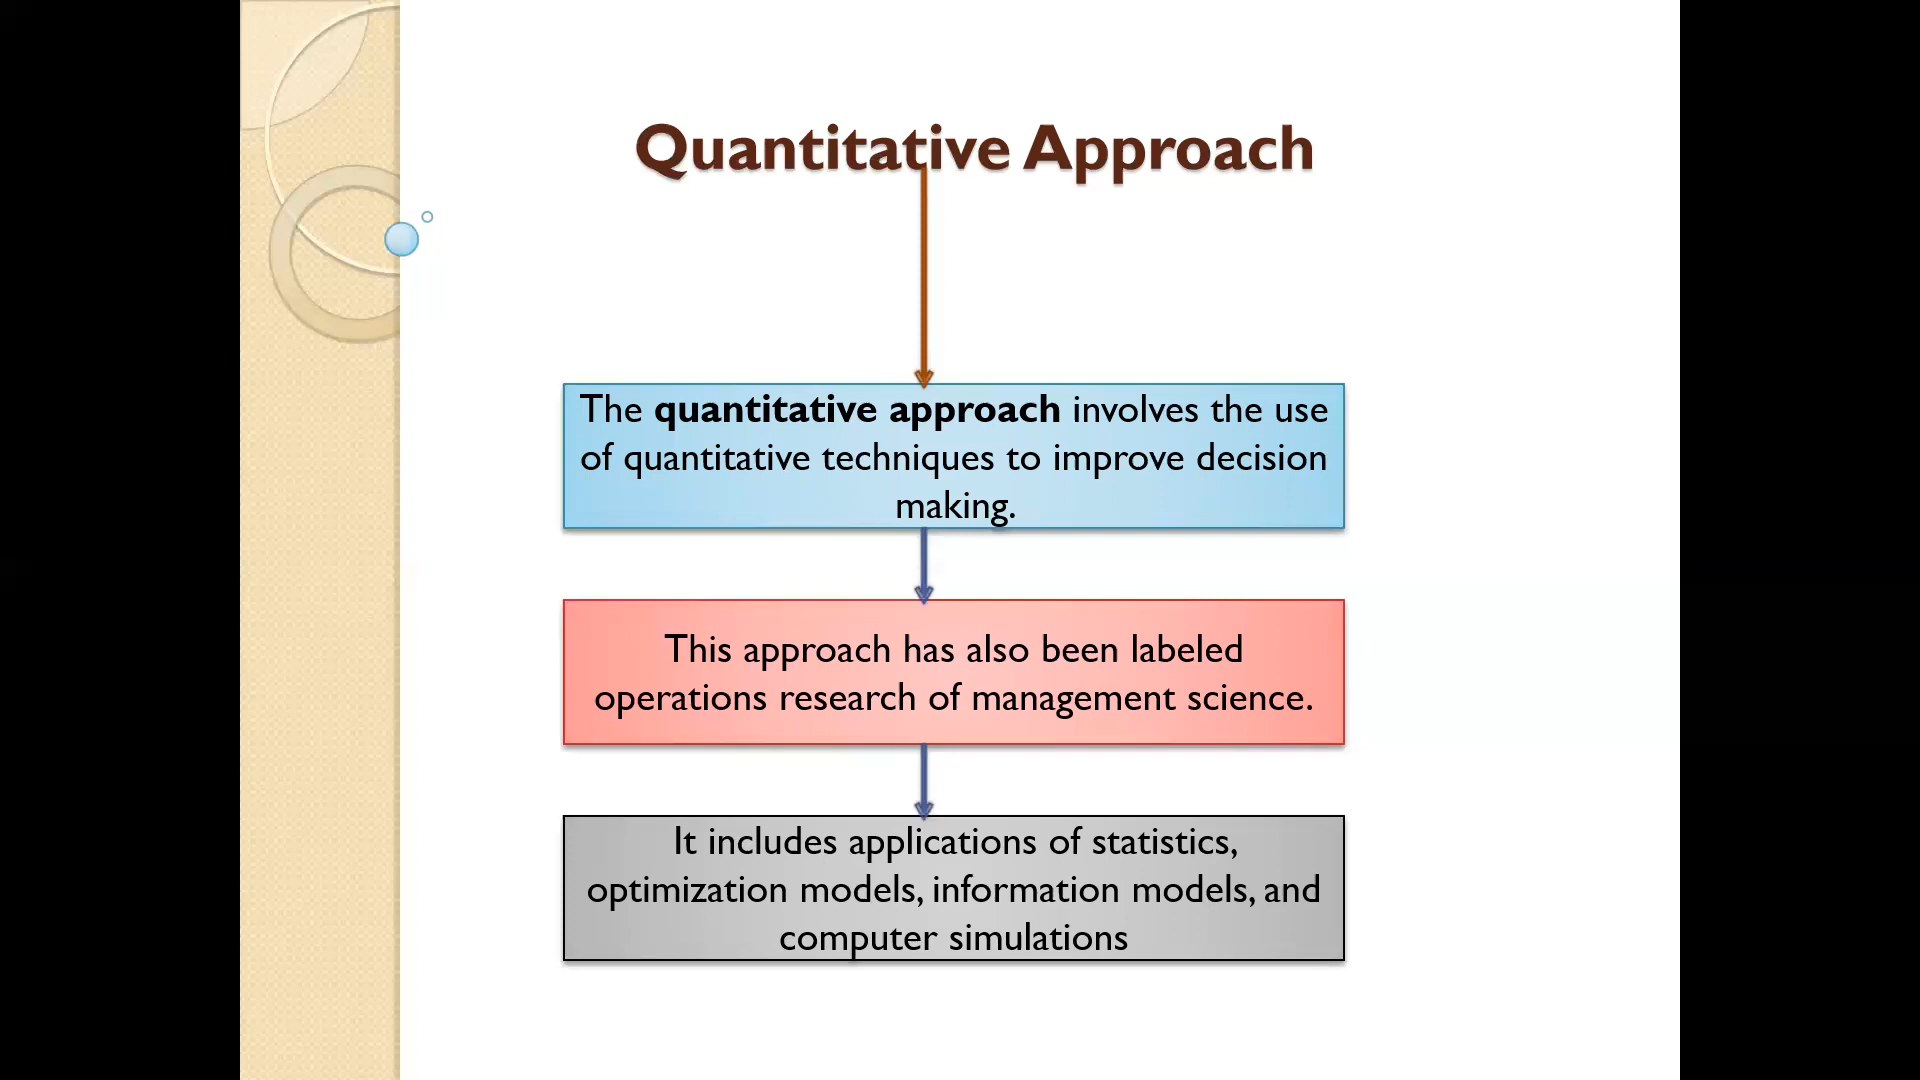 Quantitative Approach
The quantitative approach involves the use
of quantitative techniques to improve decision
making.
This approach has also been labeled
operations research of management science.
It includes applications of statistics,
optimization models, information models, and
computer simulations